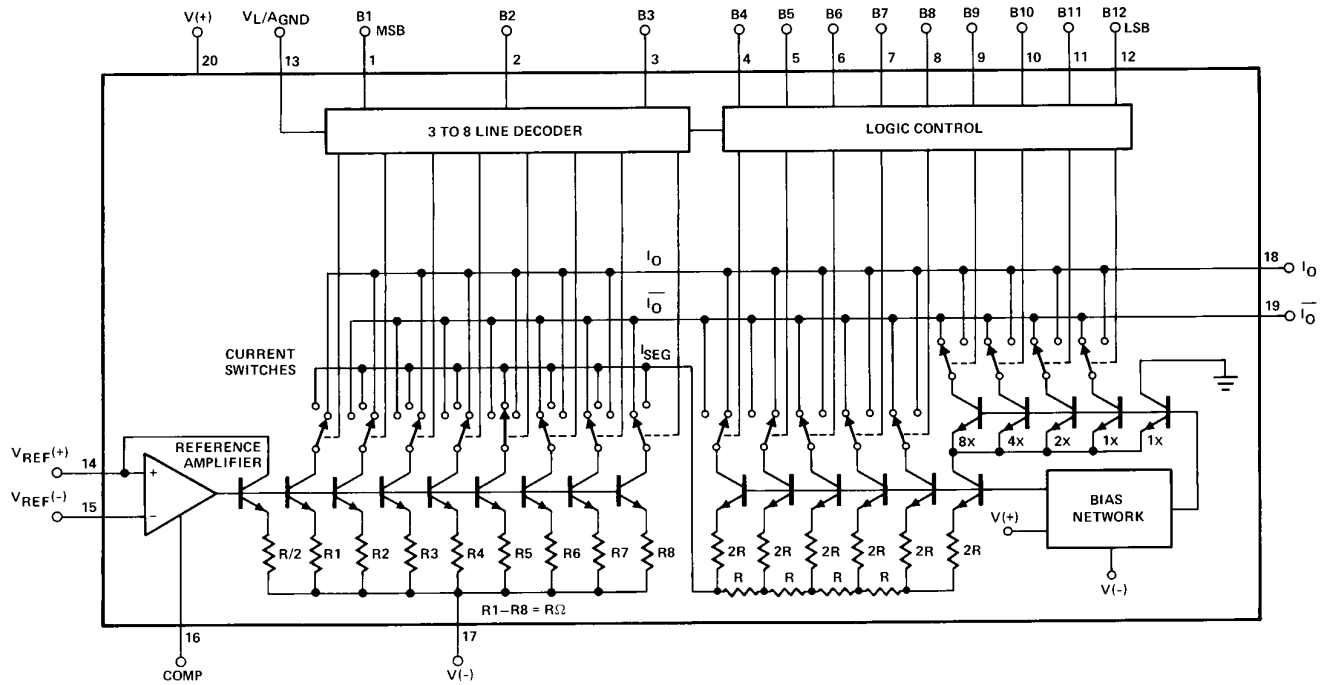 V(+)
VL/AGND
B1
MSB
B2
B3
B4
B5
B6
B7
B8
B9
B10
B11
B12
LSB
20
13
1
2
3
4
5
6
7
8
9
10
11
12
3 TO 8 LINE DECODER
LOGIC CONTROL
IO
18
IO
IO
19
IO
CURRENT
SWITCHES
ISEG
8x
4x
2x
1x
1x
VREF(+)
14
+
REFERENCE
AMPLIFIER
VREF(-)
15
−
R/2
R1
R2
R3
R4
R5
R6
R7
R8
2R
2R
2R
2R
2R
2R
R
R
R
R
V(+)
BIAS
NETWORK
V(-)
R1–R8 = RΩ
16
COMP
17
V(-)